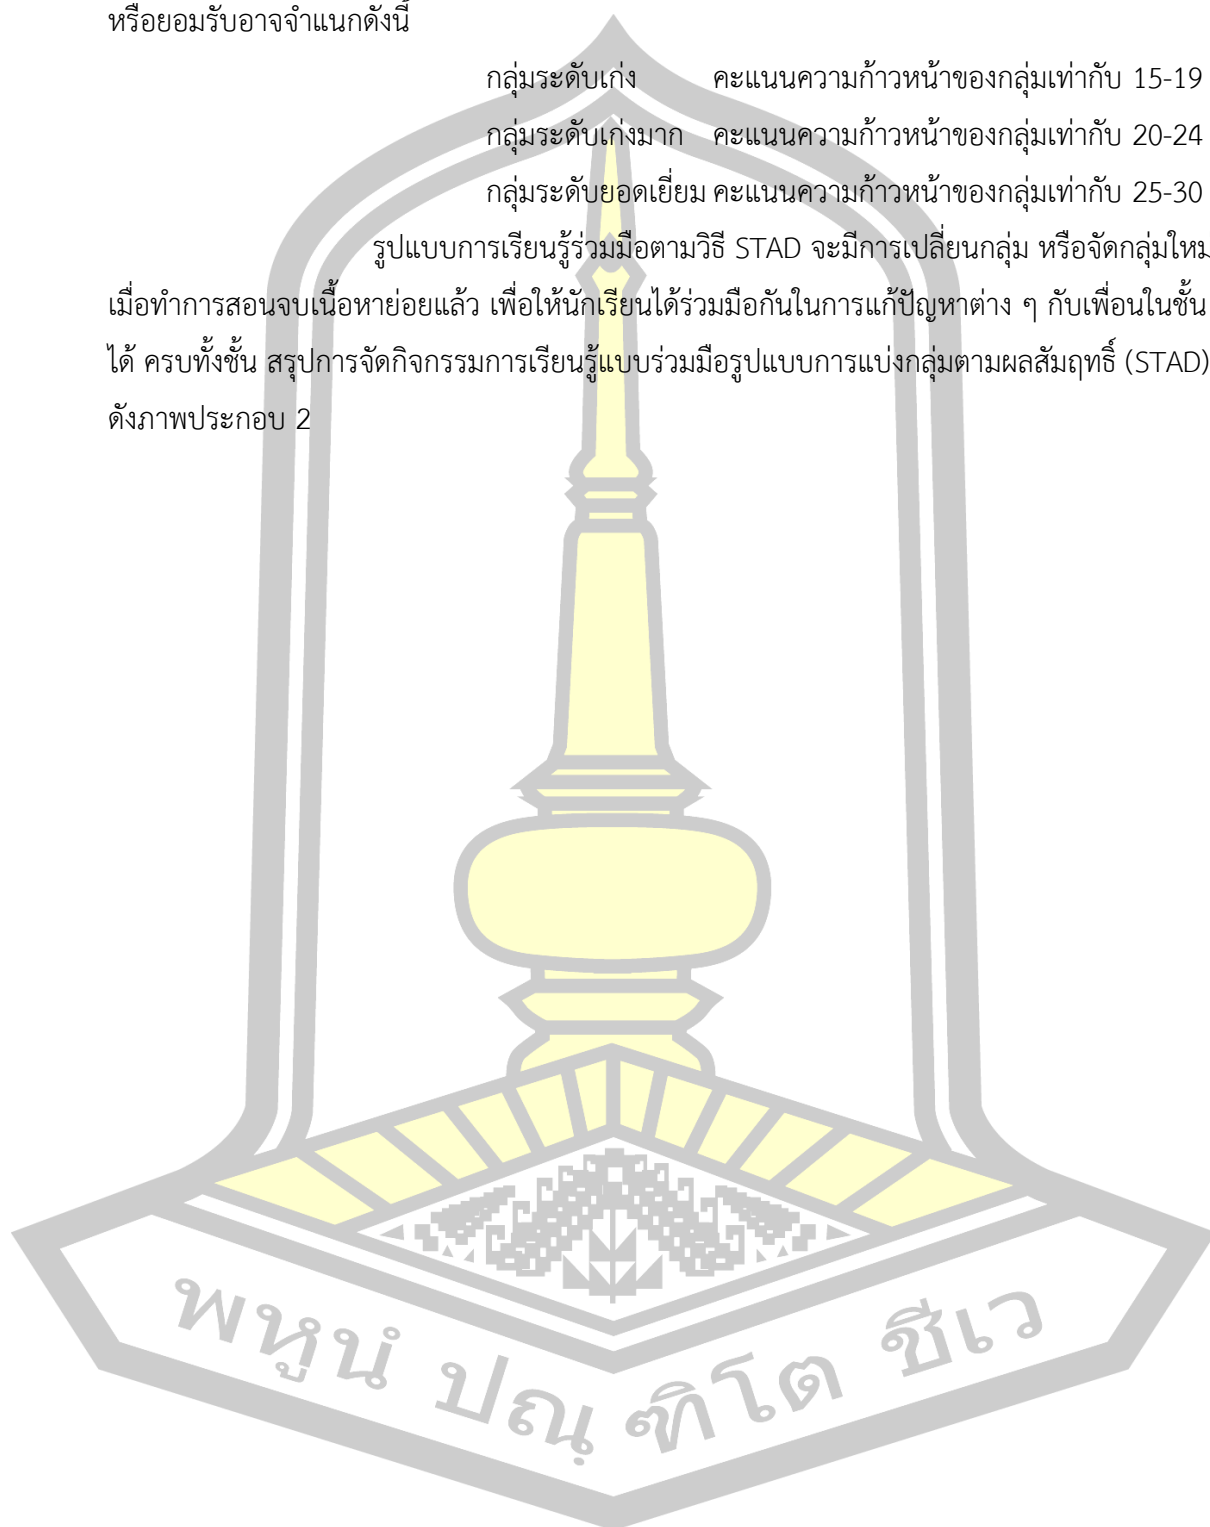 หรือยอมรับอาจจำแนกดังนี้
กลุ่มระดับเก่ง คะแนนความก้าวหน้าของกลุ่มเท่ากับ 15-19
กลุ่มระดับเก่งมาก คะแนนความก้าวหน้าของกลุ่มเท่ากับ 20-24
กลุ่มระดับยอดเยี่ยม คะแนนความก้าวหน้าของกลุ่มเท่ากับ 25-30
รูปแบบการเรียนรู้ร่วมมือตามวิธี STAD จะมีการเปลี่ยนกลุ่ม หรือจัดกลุ่มใหม
เมื่อทำการสอนจบเนื้อหาย่อยแล้ว เพื่อให้นักเรียนได้ร่วมมือกันในการแก้ปัญหาต่าง ๆ กับเพื่อนในชั้น
ได้ ครบทั้งชั้น สรุปการจัดกิจกรรมการเรียนรู้แบบร่วมมือรูปแบบการแบ่งกลุ่มตามผลสัมฤทธิ์ (STAD)
ดังภาพประกอบ 2
พหูนํ ปณฺ ฑิโต ชีเว